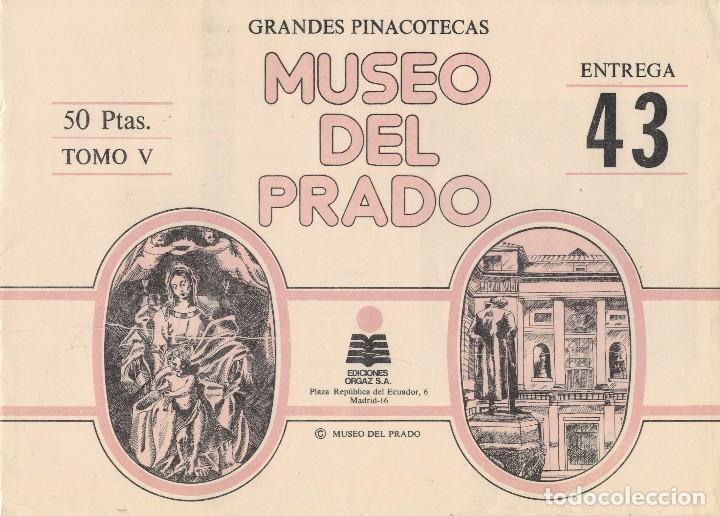 GRANDES PINACOTECAS
MUSEO
DEL
PRADO
50 Ptas.
TOMO V
ENTREGA
43
EDICIONES
ORGAZ S.A.
Plaza República del Ecuador, 6
Madrid-16
© MUSEO DEL PRADO
todocoleccion